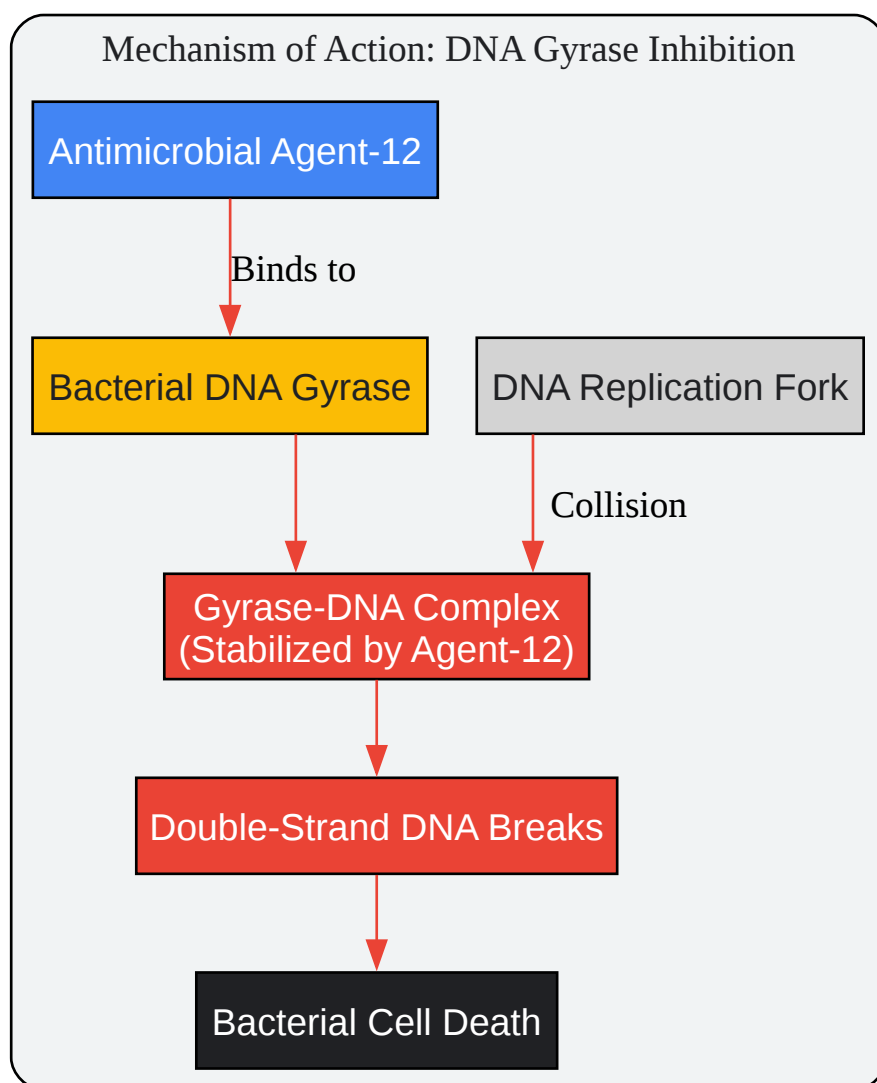 Mechanism of Action: DNA Gyrase Inhibition
Antimicrobial Agent-12
Binds to
Bacterial DNA Gyrase
DNA Replication Fork
Collision
Gyrase-DNA Complex
(Stabilized by Agent-12)
Double-Strand DNA Breaks
Bacterial Cell Death